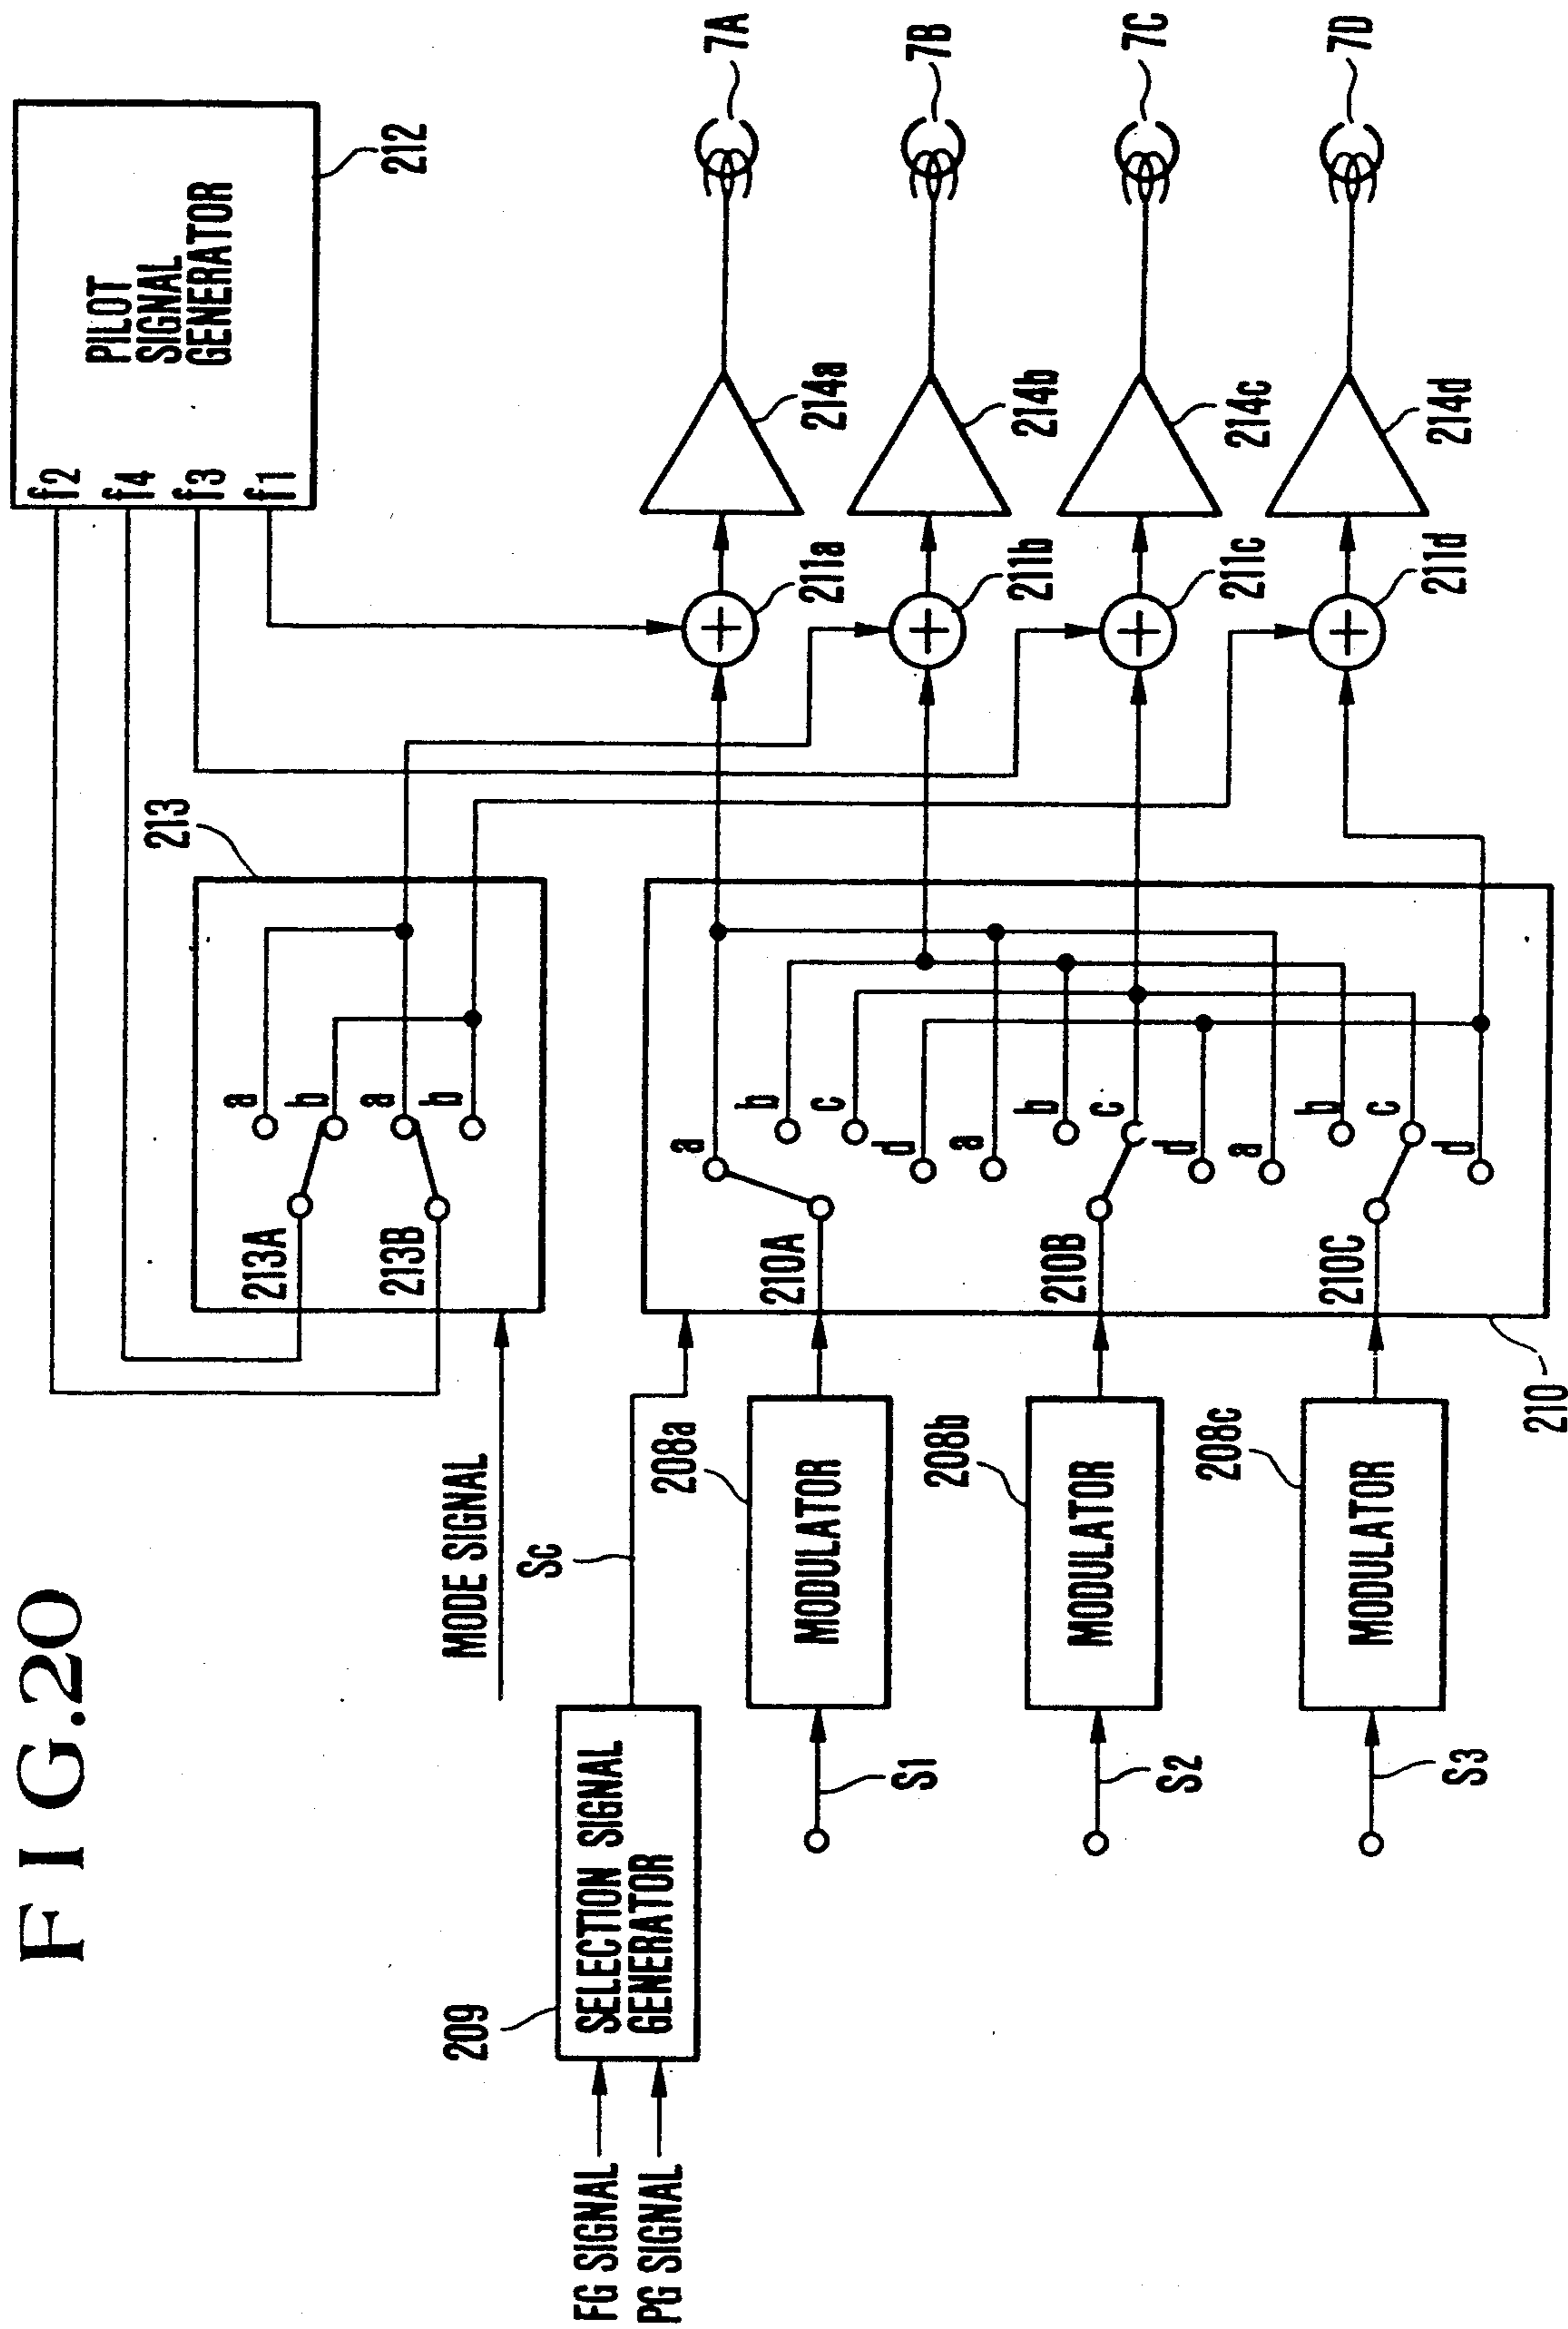 FIG.20
PILOT
SIGNAL
GENERATOR
f2
f4
f3
f1
212
213
213A
213B
a
b
a
b
MODE SIGNAL
Sc
209
SELECTION SIGNAL
GENERATOR
FG SIGNAL
PG SIGNAL
208a
MODULATOR
S1
208b
MODULATOR
S2
208c
MODULATOR
S3
210
210A
a
b
c
d
210B
a
b
c
d
210C
a
b
c
d
211a
211b
211c
211d
214a
214b
214c
214d
7A
7B
7C
7D